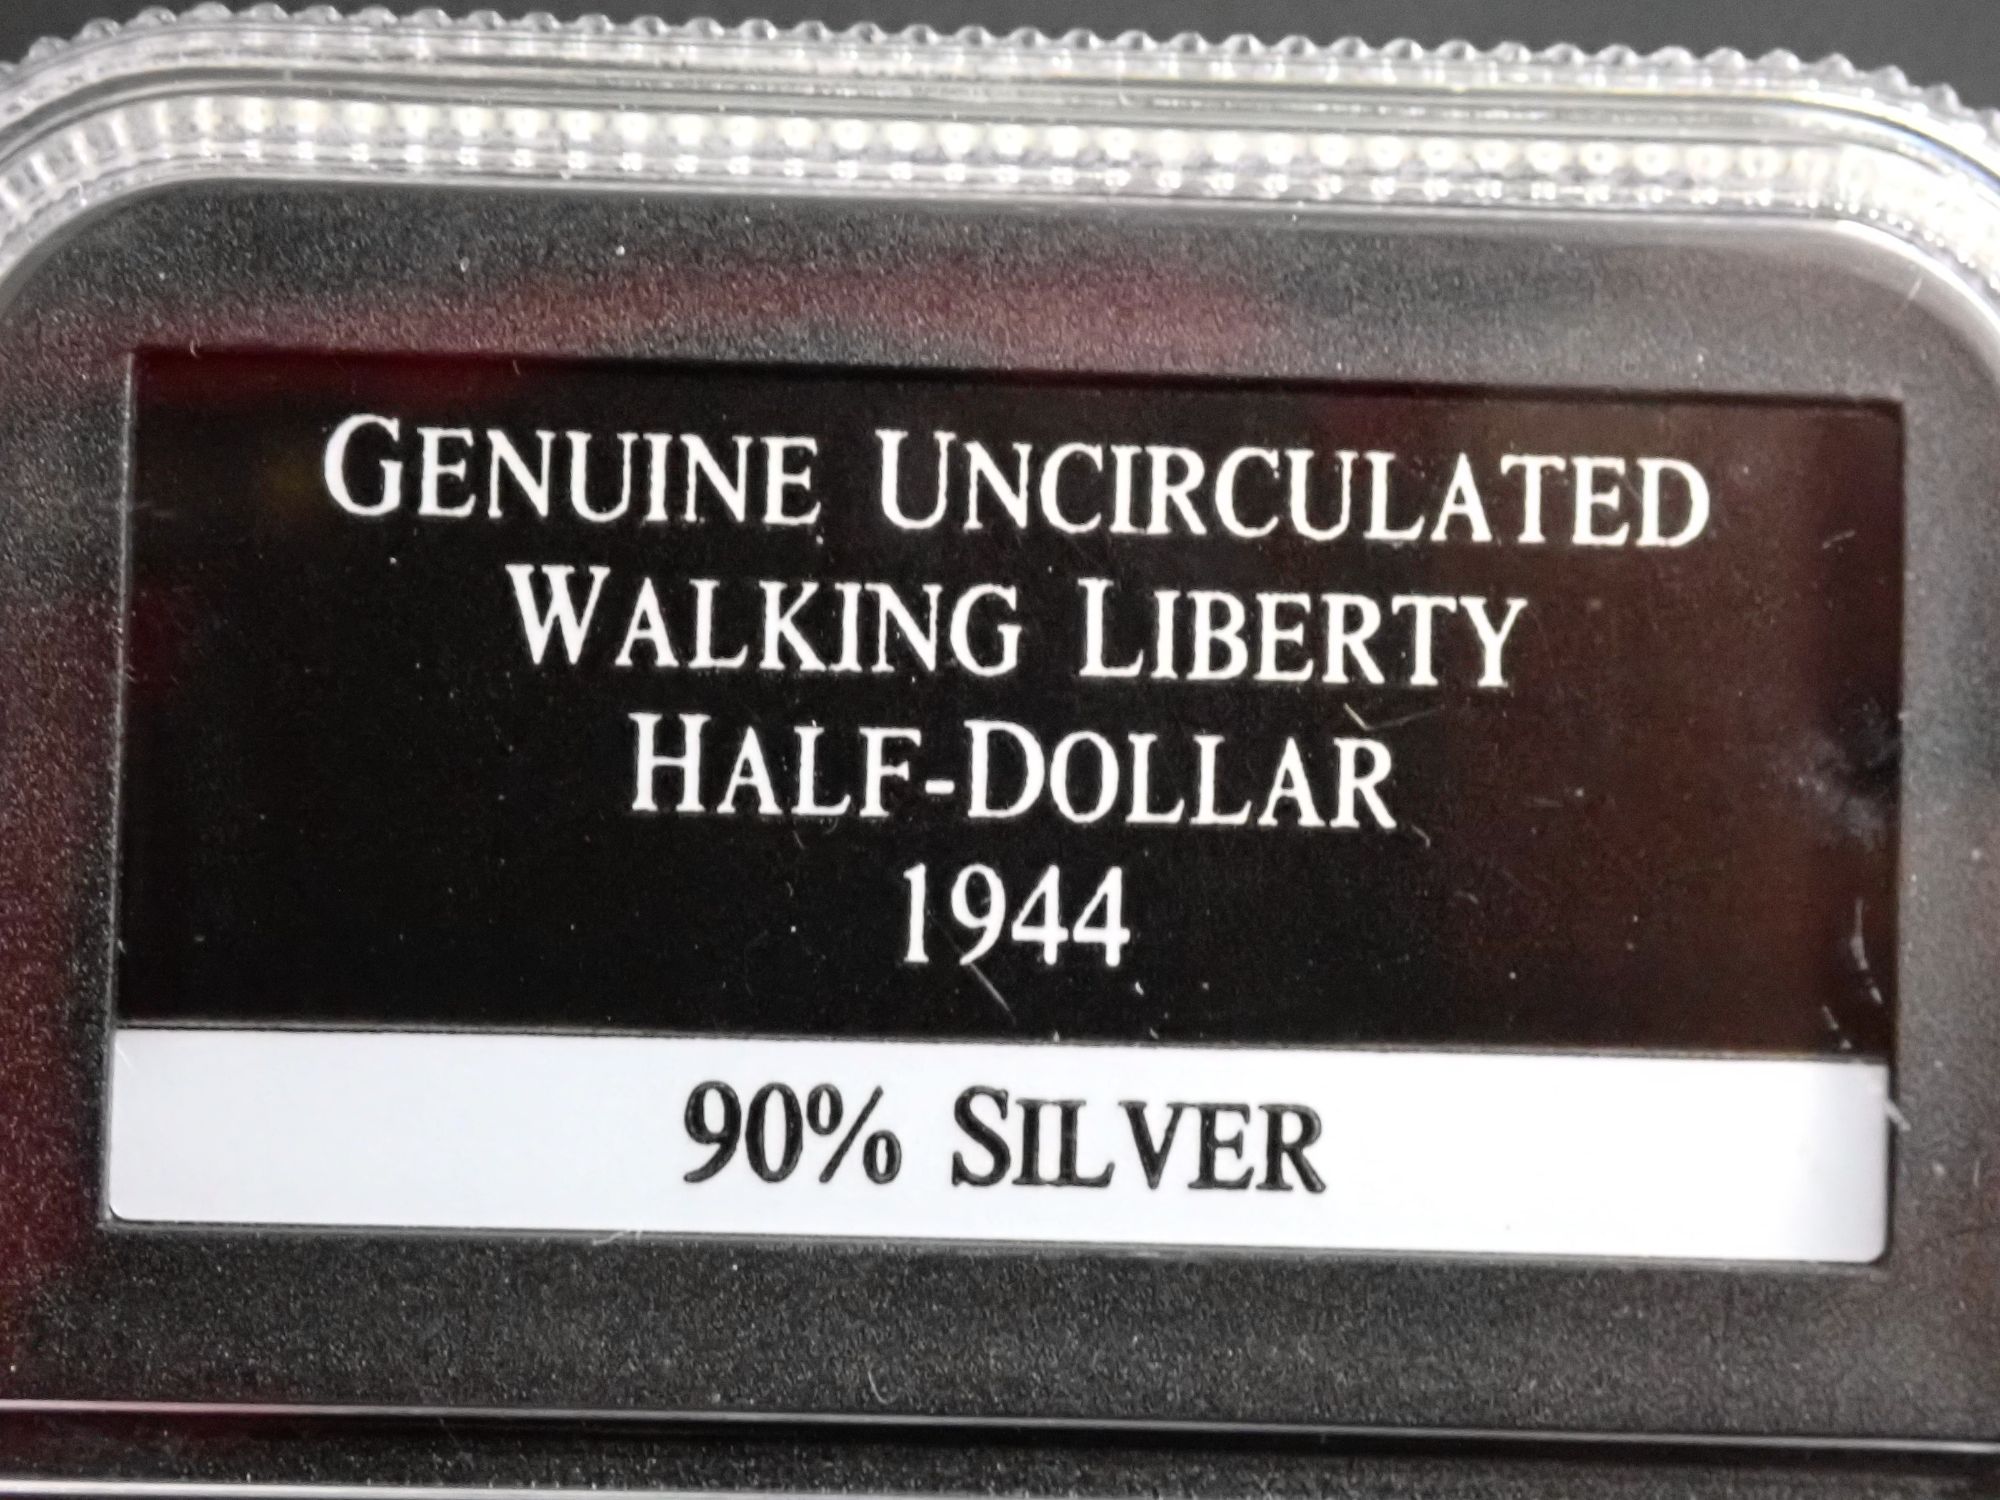 GENUINE UNCIRCULATED
WALKING LIBERTY
HALF-DOLLAR
1944
90% SILVER